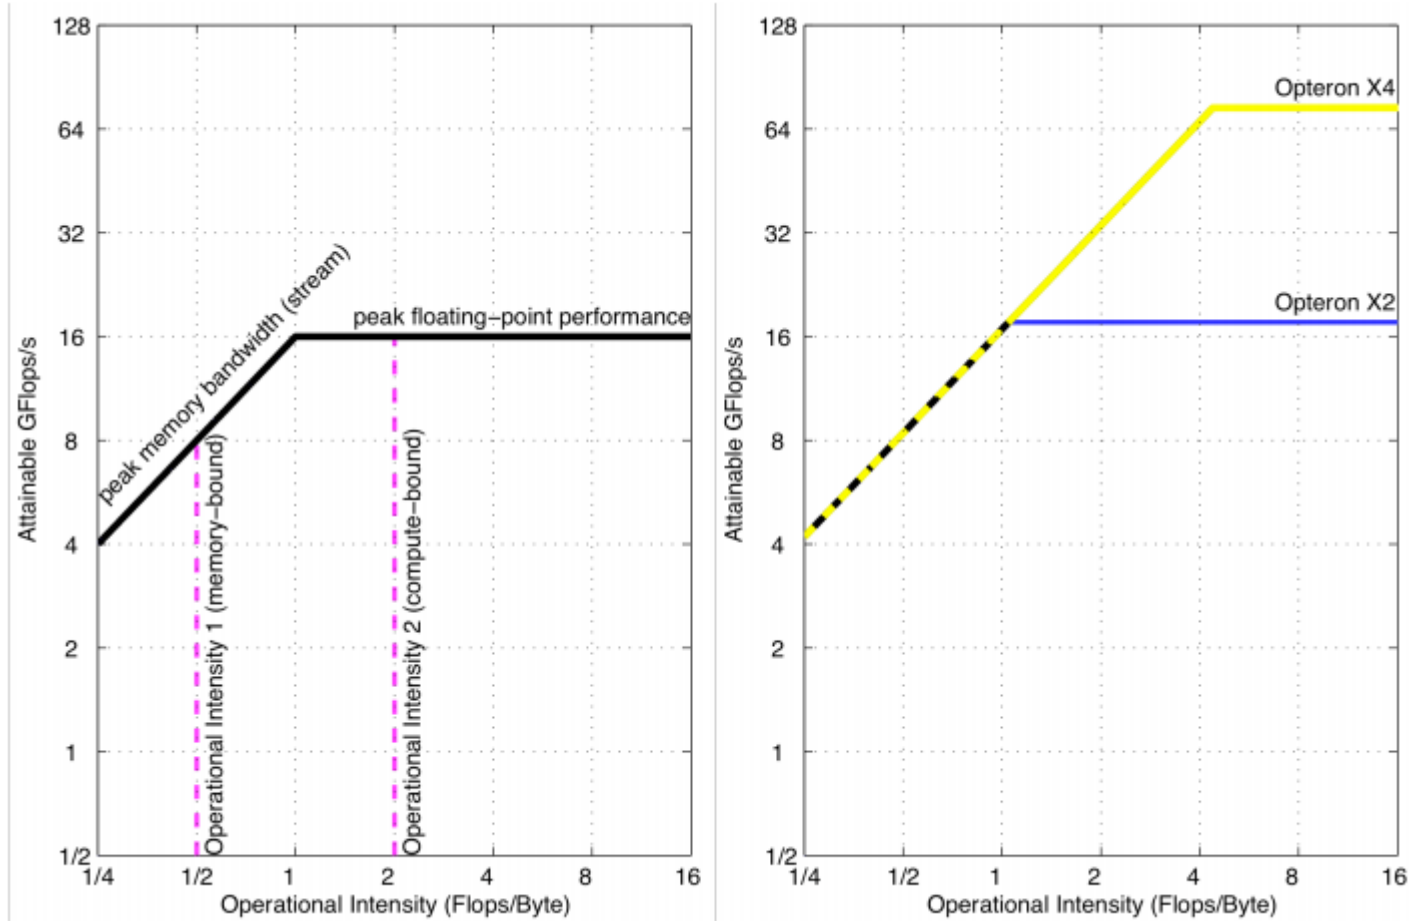 128
64
32
16
8
4
2
1
1/2
Attainable GFlops/s
peak memory bandwidth (stream)
peak floating−point performance
Operational Intensity 1 (memory−bound)
Operational Intensity 2 (compute−bound)
1/4 1/2 1 2 4 8 16
Operational Intensity (Flops/Byte)
128
64
32
16
8
4
2
1
1/2
Attainable GFlops/s
Opteron X4
Opteron X2
1/4 1/2 1 2 4 8 16
Operational Intensity (Flops/Byte)